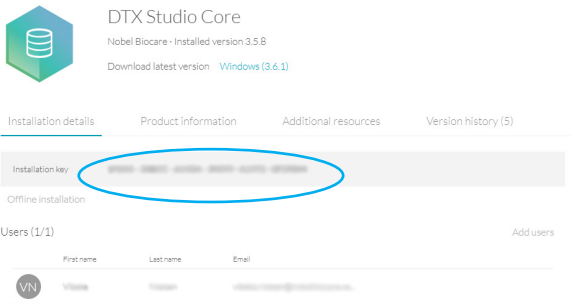 DTX Studio Core
Nobel Biocare - Installed version 3.5.8
Download latest version Windows (3.6.1)
Installation details Product information Additional resources Version history (5)
Installation key
Offline installation
Users (1/1) Add users
First name Last name Email
VN